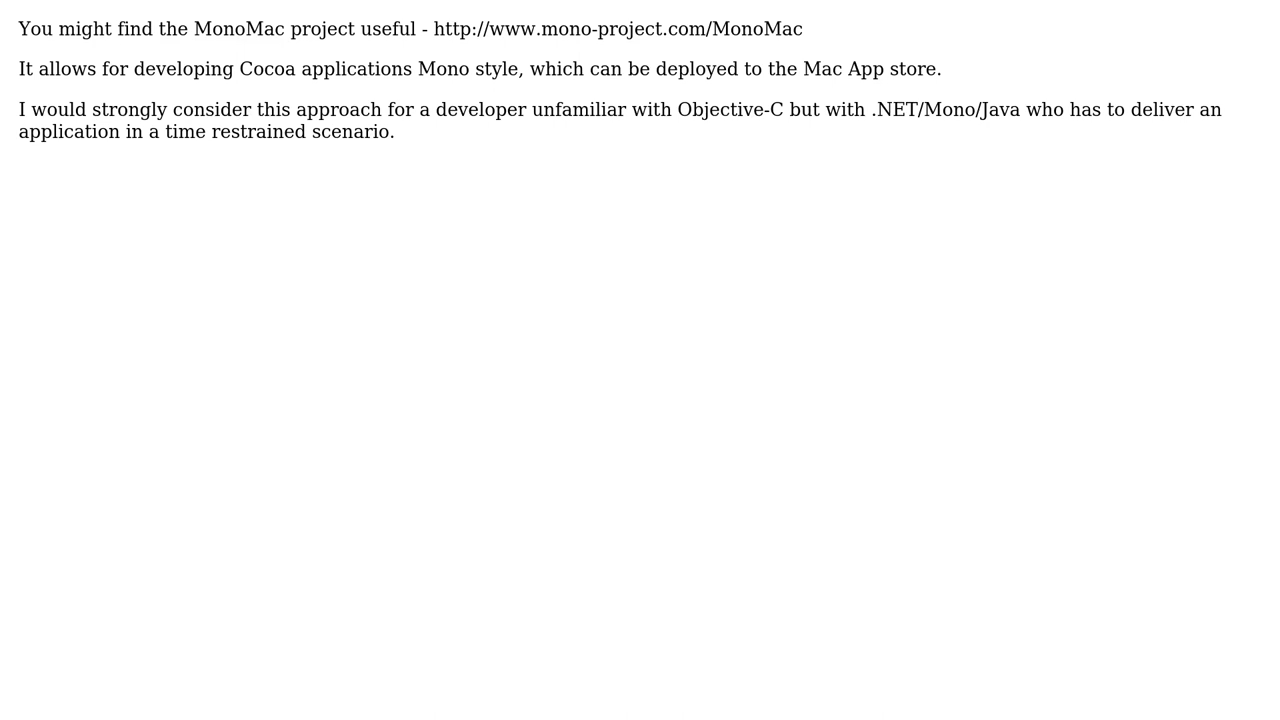 You might find the MonoMac project useful - http://www.mono-project.com/MonoMac
It allows for developing Cocoa applications Mono style, which can be deployed to the Mac App store.
I would strongly consider this approach for a developer unfamiliar with Objective-C but with .NET/Mono/Java who has to deliver an
application in a time restrained scenario.